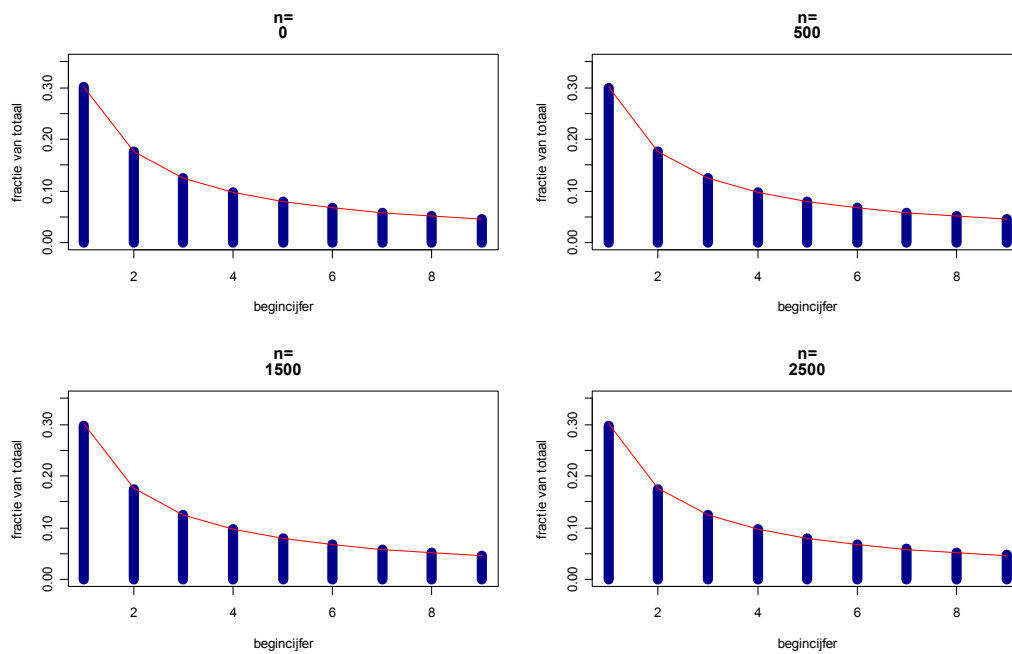 n=
0
fractie van totaal
0.00 0.10 0.20 0.30
2 4 6 8
begincijfer
n=
500
fractie van totaal
0.00 0.10 0.20 0.30
2 4 6 8
begincijfer
n=
1500
fractie van totaal
0.00 0.10 0.20 0.30
2 4 6 8
begincijfer
n=
2500
fractie van totaal
0.00 0.10 0.20 0.30
2 4 6 8
begincijfer